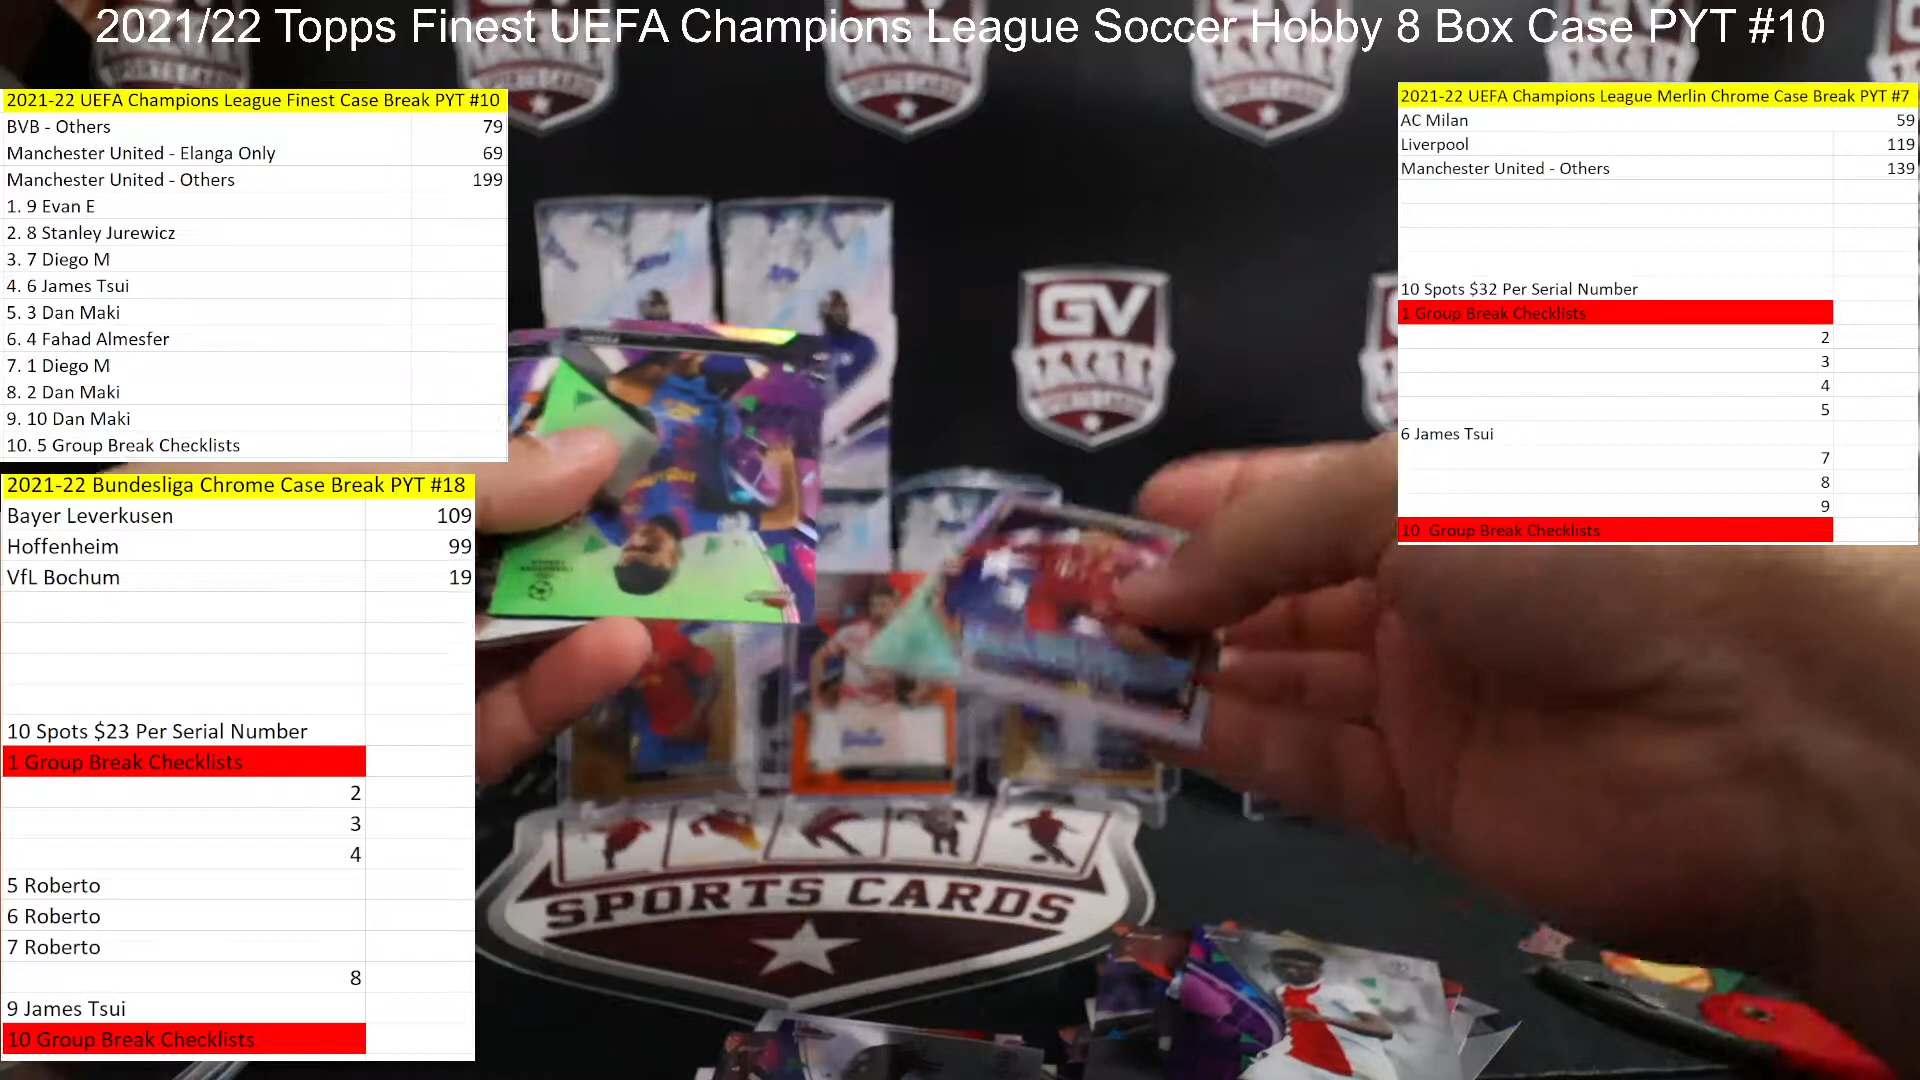 2021/22 Topps Finest UEFA Champions League Soccer Hobby 8 Box Case PYT #10
2021-22 UEFA Champions League Finest Case Break PYT #10
BVB - Others 79
Manchester United - Elanga Only 69
Manchester United - Others 199
1. 9 Evan E
2. 8 Stanley Jurewicz
3. 7 Diego M
4. 6 James Tsui
5. 3 Dan Maki
6. 4 Fahad Almesfer
7. 1 Diego M
8. 2 Dan Maki
9. 10 Dan Maki
10. 5 Group Break Checklists
2021-22 Bundesliga Chrome Case Break PYT #18
Bayer Leverkusen 109
Hoffenheim 99
VfL Bochum 19
10 Spots $23 Per Serial Number
1 Group Break Checklists
2
3
4
5 Roberto
6 Roberto
7 Roberto
8
9 James Tsui
10 Group Break Checklists
2021-22 UEFA Champions League Merlin Chrome Case Break PYT #7
AC Milan 59
Liverpool 119
Manchester United - Others 139
10 Spots $32 Per Serial Number
1 Group Break Checklists
2
3
4
5
6 James Tsui
7
8
9
10 Group Break Checklists
GV
SPORTS CARDS
SPORTS CARDS